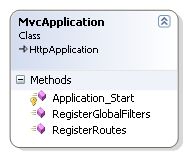 MvcApplication
Class
HttpApplication
Methods
Application_Start
RegisterGlobalFilters
RegisterRoutes